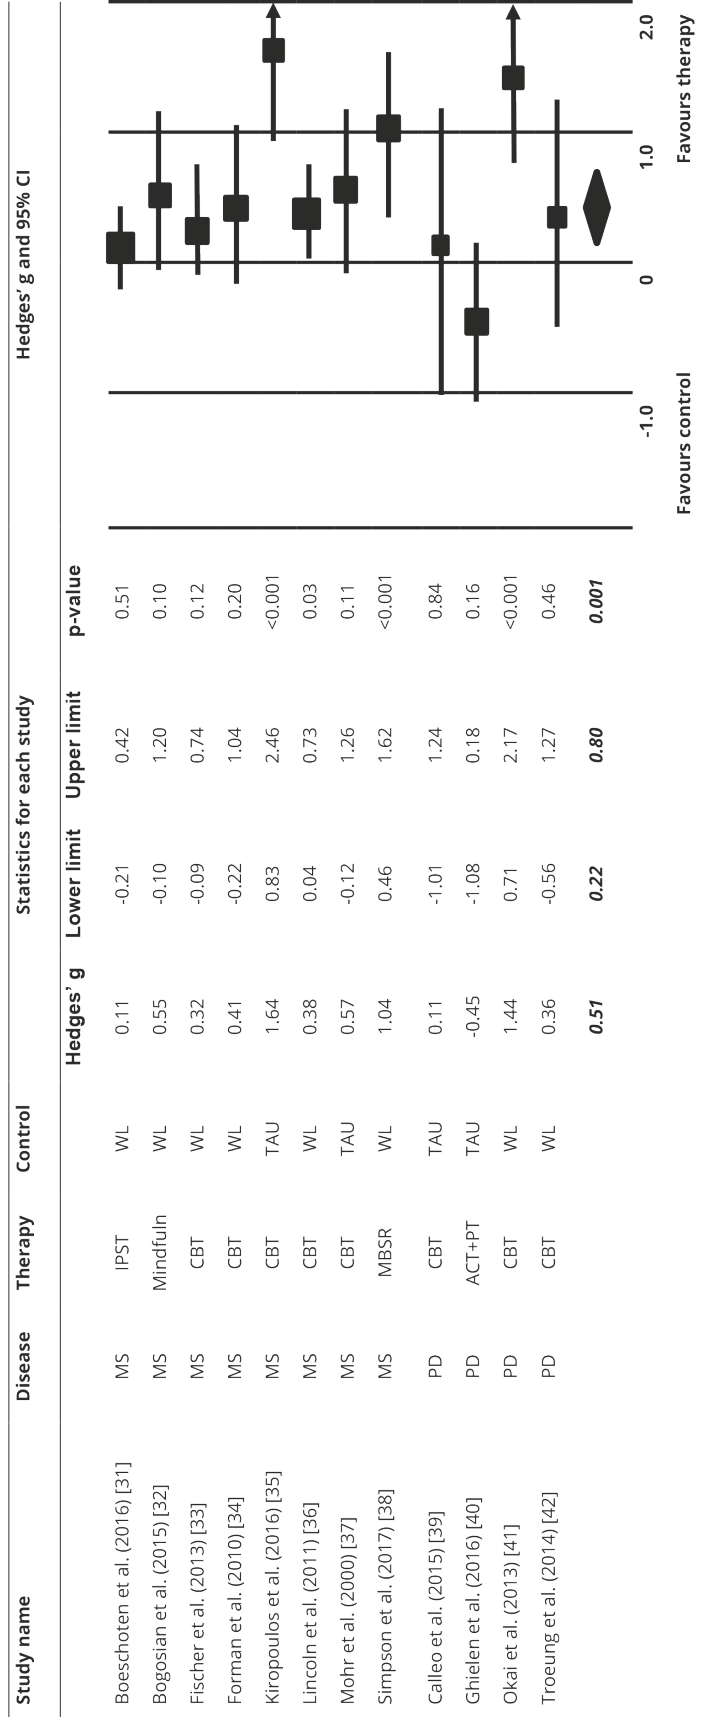 Statistics for each study Hedges' g and 95% CI
Study name Disease Therapy Control Hedges' g Lower limit Upper limit p-value
Boeschoten et al. (2016) [31] MS IPST WL 0.11 -0.21 0.42 0.51
Bogosian et al. (2015) [32] MS Mindfuln WL 0.55 -0.10 1.20 0.10
Fischer et al. (2013) [33] MS CBT WL 0.32 -0.09 0.74 0.12
Forman et al. (2010) [34] MS CBT WL 0.41 -0.22 1.04 0.20
Kiropoulos et al. (2016) [35] MS CBT TAU 1.64 0.83 2.46 <0.001
Lincoln et al. (2011) [36] MS CBT WL 0.38 0.04 0.73 0.03
Mohr et al. (2000) [37] MS CBT TAU 0.57 -0.12 1.26 0.11
Simpson et al. (2017) [38] MS MBSR WL 1.04 0.46 1.62 <0.001
Calleo et al. (2015) [39] PD CBT TAU 0.11 -1.01 1.24 0.84
Ghielen et al. (2016) [40] PD ACT+PT TAU -0.45 -1.08 0.18 0.16
Okai et al. (2013) [41] PD CBT WL 1.44 0.71 2.17 <0.001
Troeung et al. (2014) [42] PD CBT WL 0.36 -0.56 1.27 0.46
0.51 0.22 0.80 0.001
-1.0 0 1.0 2.0
Favours control Favours therapy